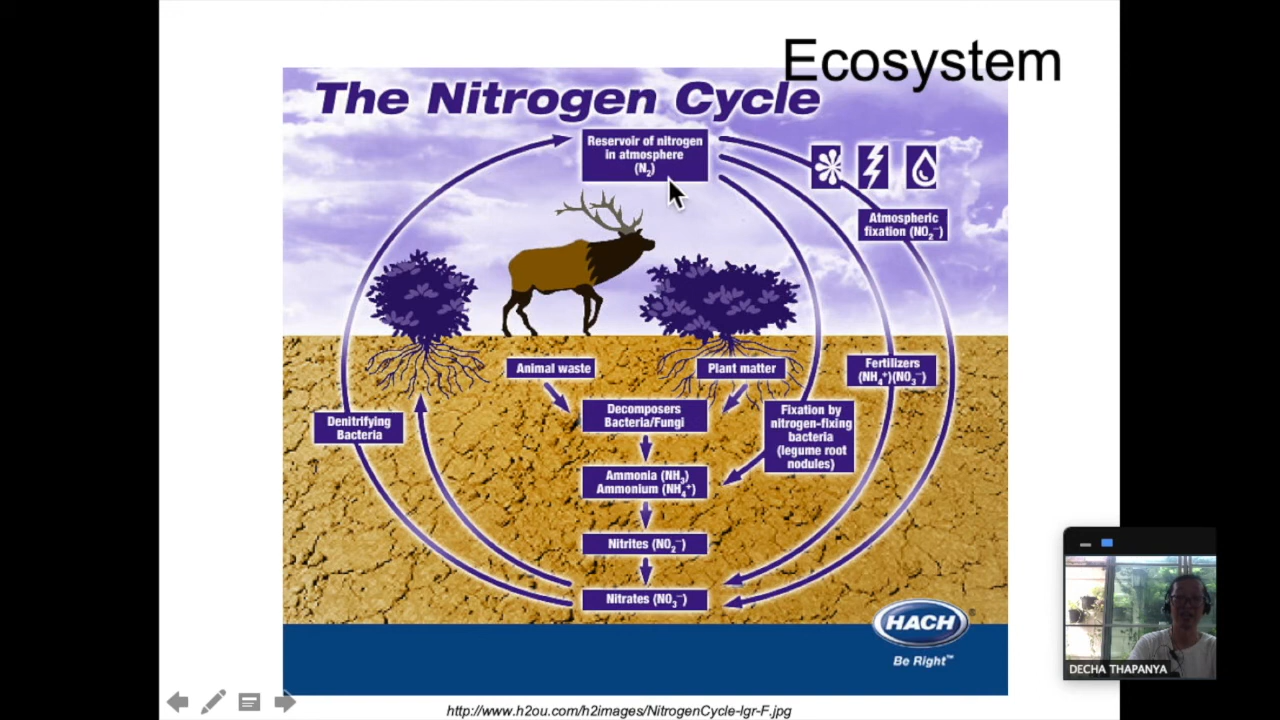 Ecosystem
The Nitrogen Cycle
Reservoir of nitrogen
in atmosphere
(N₂)
Atmospheric
fixation (NO₂⁻)
Animal waste
Plant matter
Fertilizers
(NH₄⁺)(NO₃⁻)
Decomposers
Bacteria/Fungi
Fixation by
nitrogen-fixing
bacteria
(legume root
nodules)
Denitrifying
Bacteria
Ammonia (NH₃)
Ammonium (NH₄⁺)
Nitrites (NO₂⁻)
Nitrates (NO₃⁻)
HACH®
Be Right™
DECHA THAPANYA
http://www.h2ou.com/h2images/NitrogenCycle-lgr-F.jpg